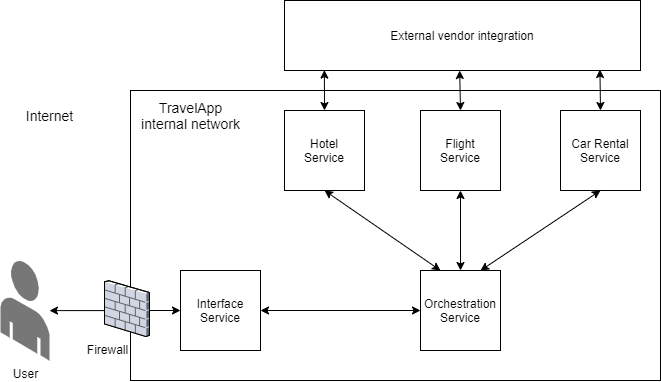 External vendor integration
Internet
TravelApp
internal network
Hotel
Service
Flight
Service
Car Rental
Service
Interface
Service
Orchestration
Service
Firewall
User